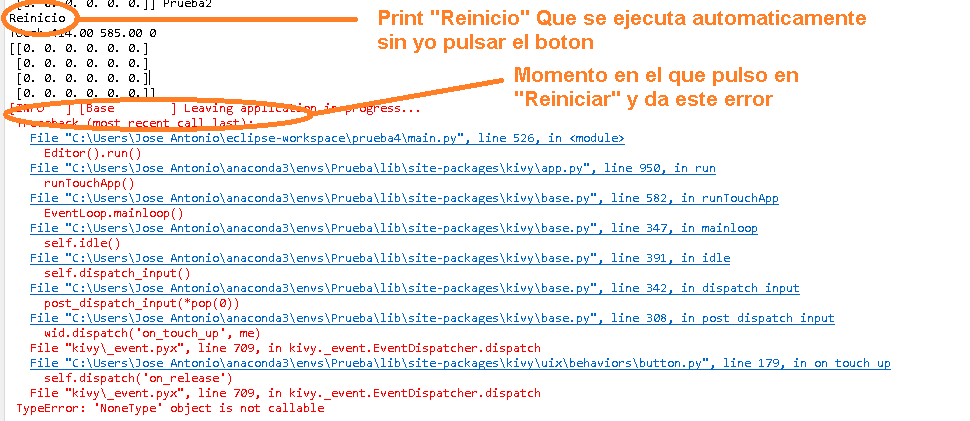 [0. 0. 0. 0. 0. 0.]] Prueba2
Reinicio
Print "Reinicio" Que se ejecuta automaticamente
sin yo pulsar el boton
414.00 585.00 0
[[0. 0. 0. 0. 0. 0.]
[0. 0. 0. 0. 0. 0.]
[0. 0. 0. 0. 0. 0.]
[0. 0. 0. 0. 0. 0.]]
Momento en el que pulso en
"Reiniciar" y da este error
[INFO ] [Base ] Leaving application in progress...
Traceback (most recent call last):
File "C:\Users\Jose Antonio\eclipse-workspace\prueba4\main.py", line 526, in <module>
Editor().run()
File "C:\Users\Jose Antonio\anaconda3\envs\Prueba\lib\site-packages\kivy\app.py", line 950, in run
runTouchApp()
File "C:\Users\Jose Antonio\anaconda3\envs\Prueba\lib\site-packages\kivy\base.py", line 582, in runTouchApp
EventLoop.mainloop()
File "C:\Users\Jose Antonio\anaconda3\envs\Prueba\lib\site-packages\kivy\base.py", line 347, in mainloop
self.idle()
File "C:\Users\Jose Antonio\anaconda3\envs\Prueba\lib\site-packages\kivy\base.py", line 391, in idle
self.dispatch_input()
File "C:\Users\Jose Antonio\anaconda3\envs\Prueba\lib\site-packages\kivy\base.py", line 342, in dispatch input
post_dispatch_input(*pop(0))
File "C:\Users\Jose Antonio\anaconda3\envs\Prueba\lib\site-packages\kivy\base.py", line 308, in post dispatch input
wid.dispatch('on_touch_up', me)
File "kivy\_event.pyx", line 709, in kivy._event.EventDispatcher.dispatch
File "C:\Users\Jose Antonio\anaconda3\envs\Prueba\lib\site-packages\kivy\uix\behaviors\button.py", line 179, in on touch up
self.dispatch('on_release')
File "kivy\_event.pyx", line 709, in kivy._event.EventDispatcher.dispatch
TypeError: 'NoneType' object is not callable